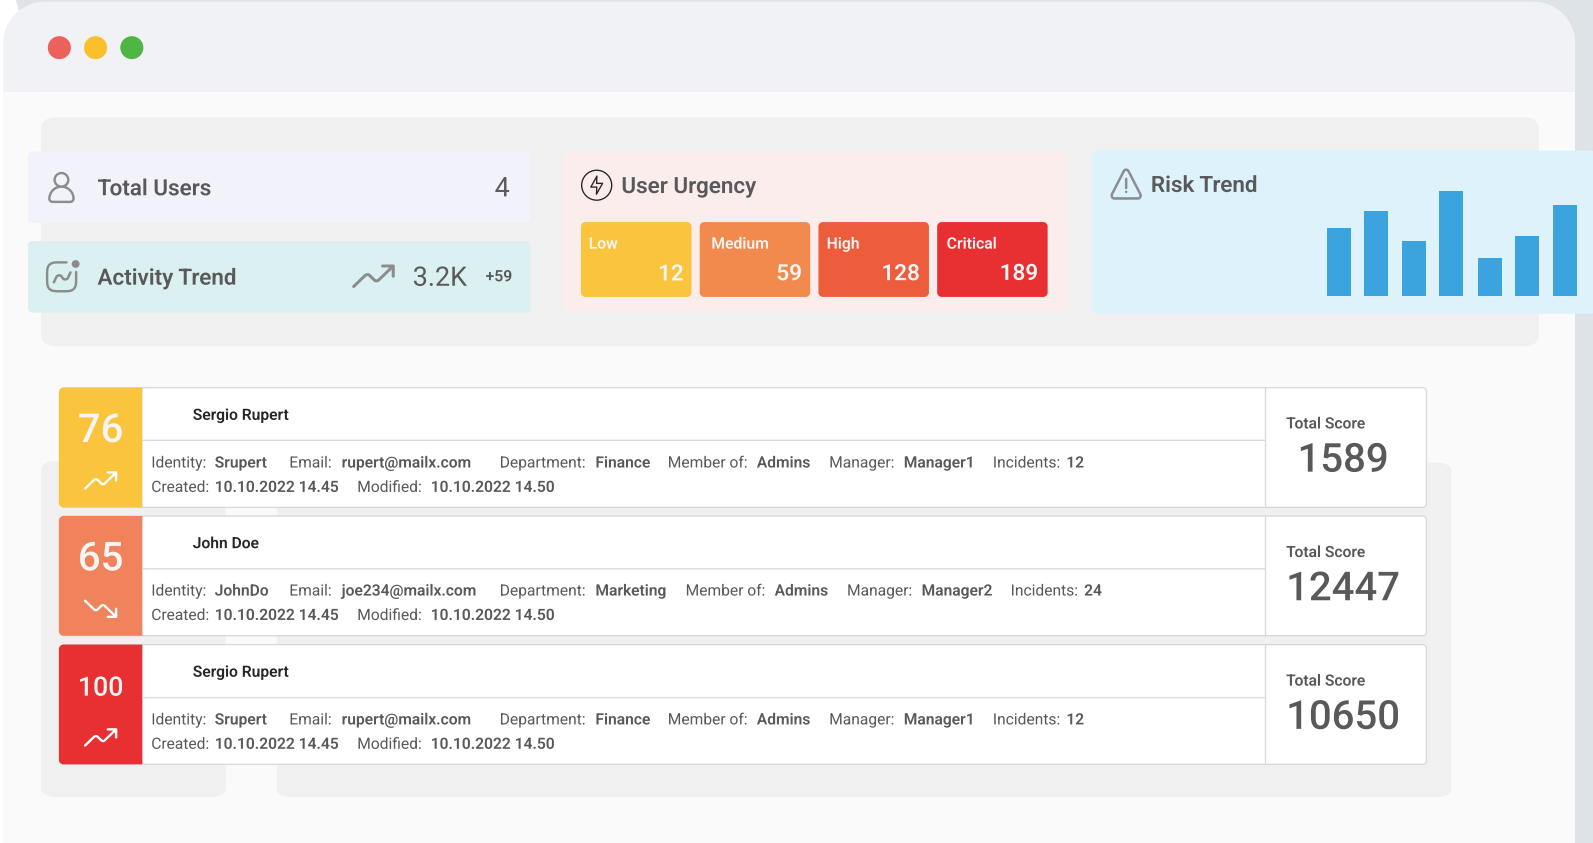 Total Users 4
Activity Trend 3.2K +59
User Urgency
Low Medium High Critical
12 59 128 189
Risk Trend
76
Sergio Rupert
Identity: Srupert Email: rupert@mailx.com Department: Finance Member of: Admins Manager: Manager1 Incidents: 12
Created: 10.10.2022 14.45 Modified: 10.10.2022 14.50
Total Score
1589
65
John Doe
Identity: JohnDo Email: joe234@mailx.com Department: Marketing Member of: Admins Manager: Manager2 Incidents: 24
Created: 10.10.2022 14.45 Modified: 10.10.2022 14.50
Total Score
12447
100
Sergio Rupert
Identity: Srupert Email: rupert@mailx.com Department: Finance Member of: Admins Manager: Manager1 Incidents: 12
Created: 10.10.2022 14.45 Modified: 10.10.2022 14.50
Total Score
10650